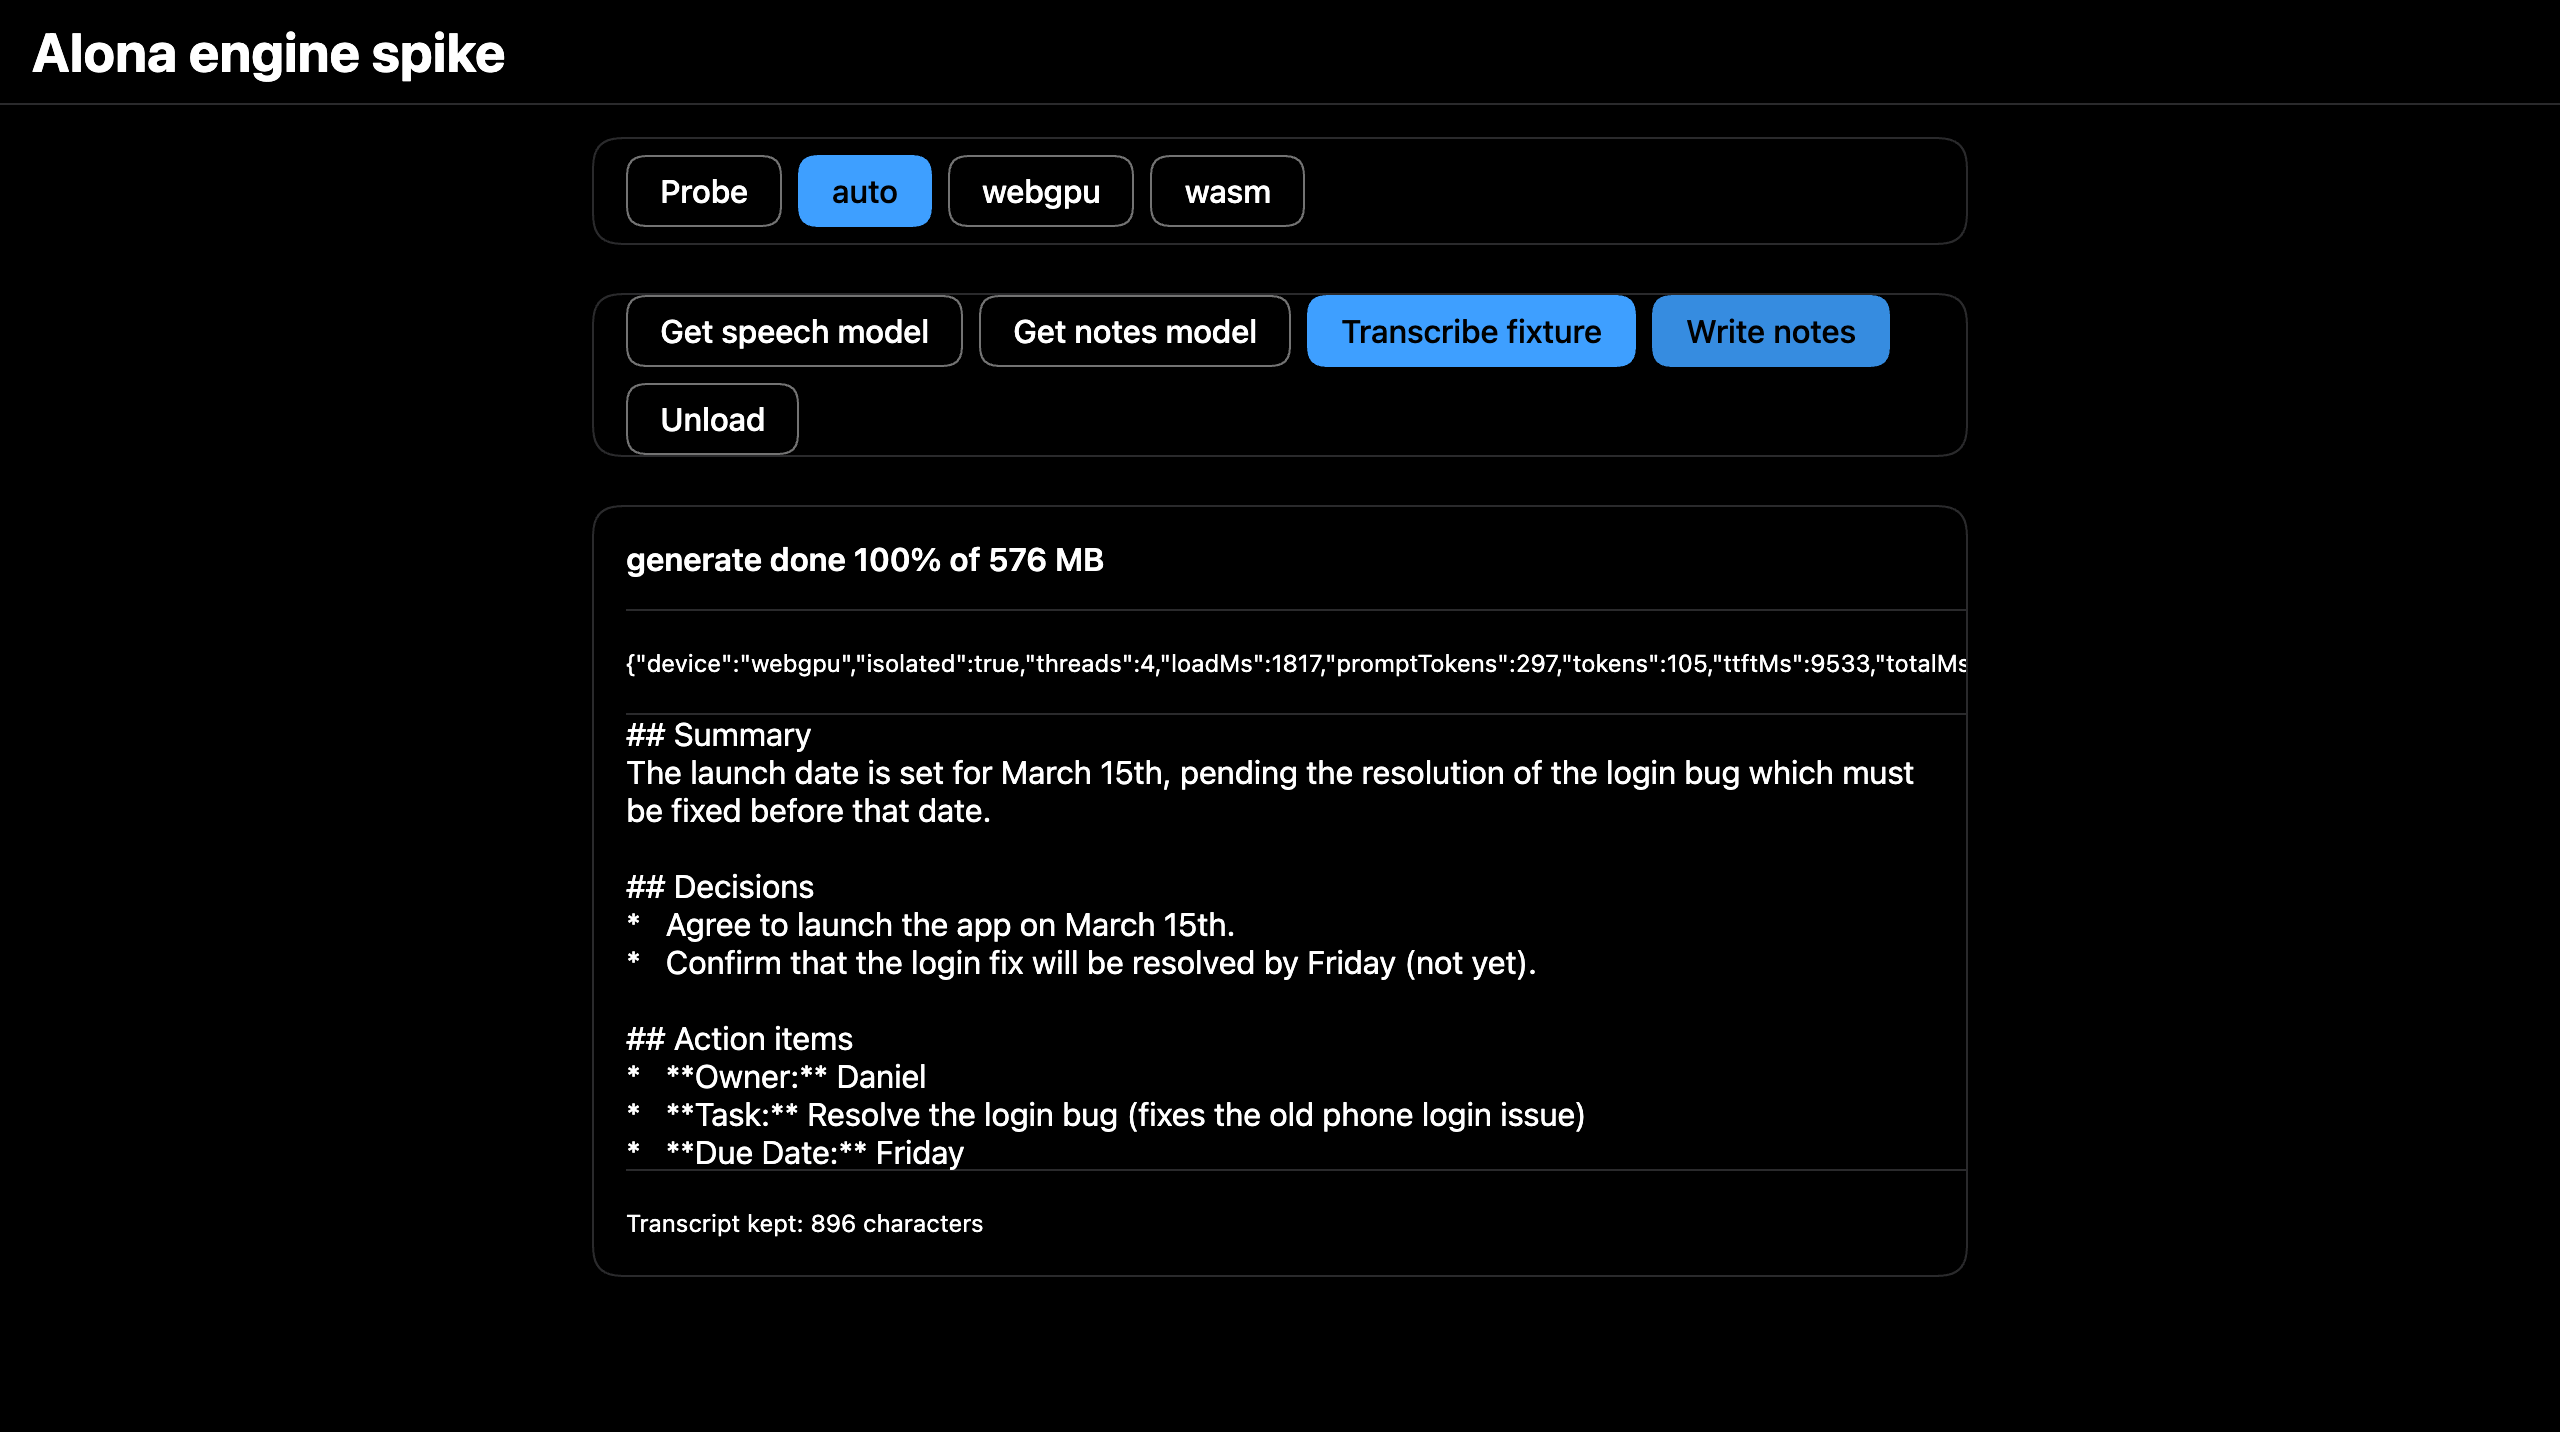 Alona engine spike
Probe auto webgpu wasm
Get speech model Get notes model Transcribe fixture Write notes
Unload
generate done 100% of 576 MB
{"device":"webgpu","isolated":true,"threads":4,"loadMs":1817,"promptTokens":297,"tokens":105,"ttftMs":9533,"totalMs
## Summary
The launch date is set for March 15th, pending the resolution of the login bug which must
be fixed before that date.
## Decisions
*   Agree to launch the app on March 15th.
*   Confirm that the login fix will be resolved by Friday (not yet).
## Action items
*   **Owner:** Daniel
*   **Task:** Resolve the login bug (fixes the old phone login issue)
*   **Due Date:** Friday
Transcript kept: 896 characters